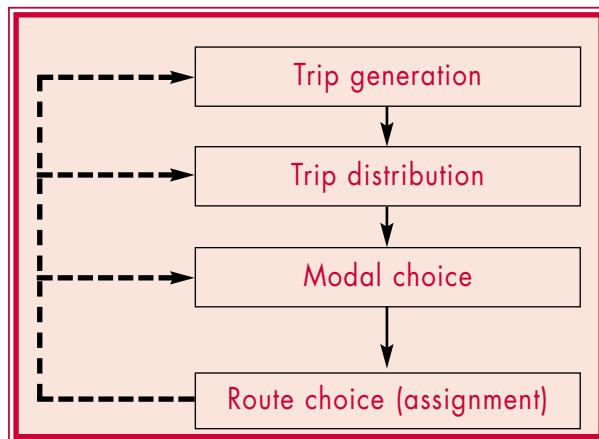 Trip generation
Trip distribution
Modal choice
Route choice (assignment)